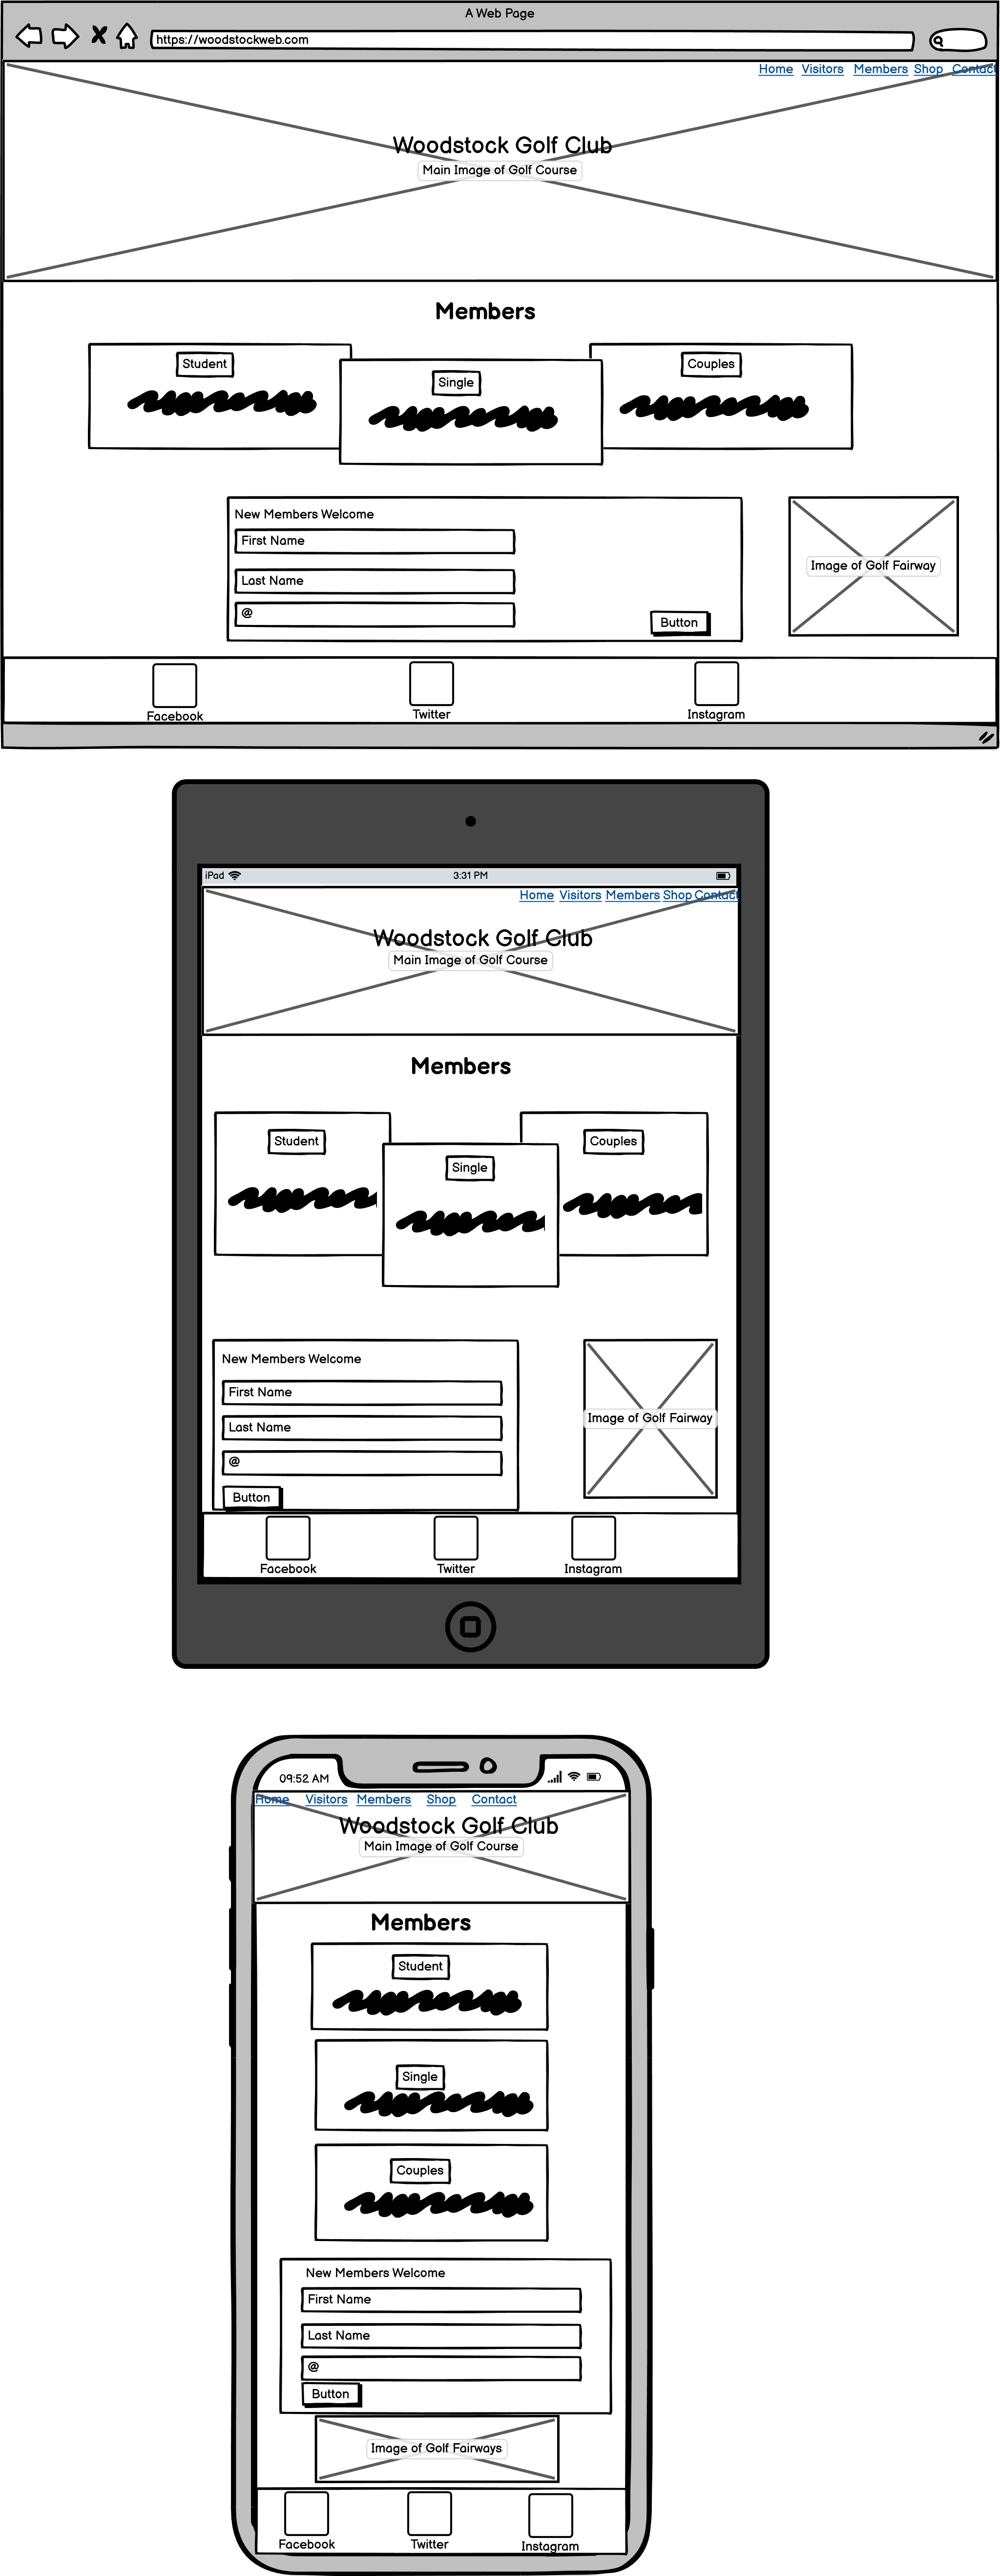 A Web Page
https://woodstockweb.com
Home Visitors Members Shop Contact
Woodstock Golf Club
Main Image of Golf Course
Members
Student
Single
Couples
New Members Welcome
First Name
Last Name
@
Button
Image of Golf Fairway
Facebook Twitter Instagram
iPad 3:31 PM
Home Visitors Members Shop Contact
Woodstock Golf Club
Main Image of Golf Course
Members
Student
Single
Couples
New Members Welcome
First Name
Last Name
@
Button
Image of Golf Fairway
Facebook Twitter Instagram
09:52 AM
Home Visitors Members Shop Contact
Woodstock Golf Club
Main Image of Golf Course
Members
Student
Single
Couples
New Members Welcome
First Name
Last Name
@
Button
Image of Golf Fairways
Facebook Twitter Instagram